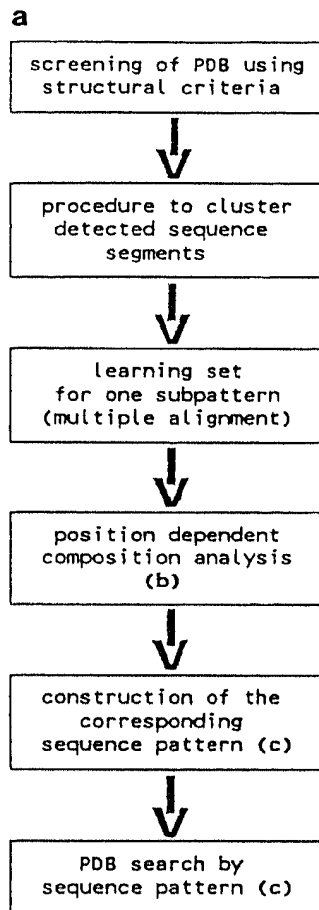 a
screening of PDB using
structural criteria
procedure to cluster
detected sequence
segments
learning set
for one subpattern
(multiple alignment)
position dependent
composition analysis
(b)
construction of the
corresponding
sequence pattern (c)
PDB search by
sequence pattern (c)